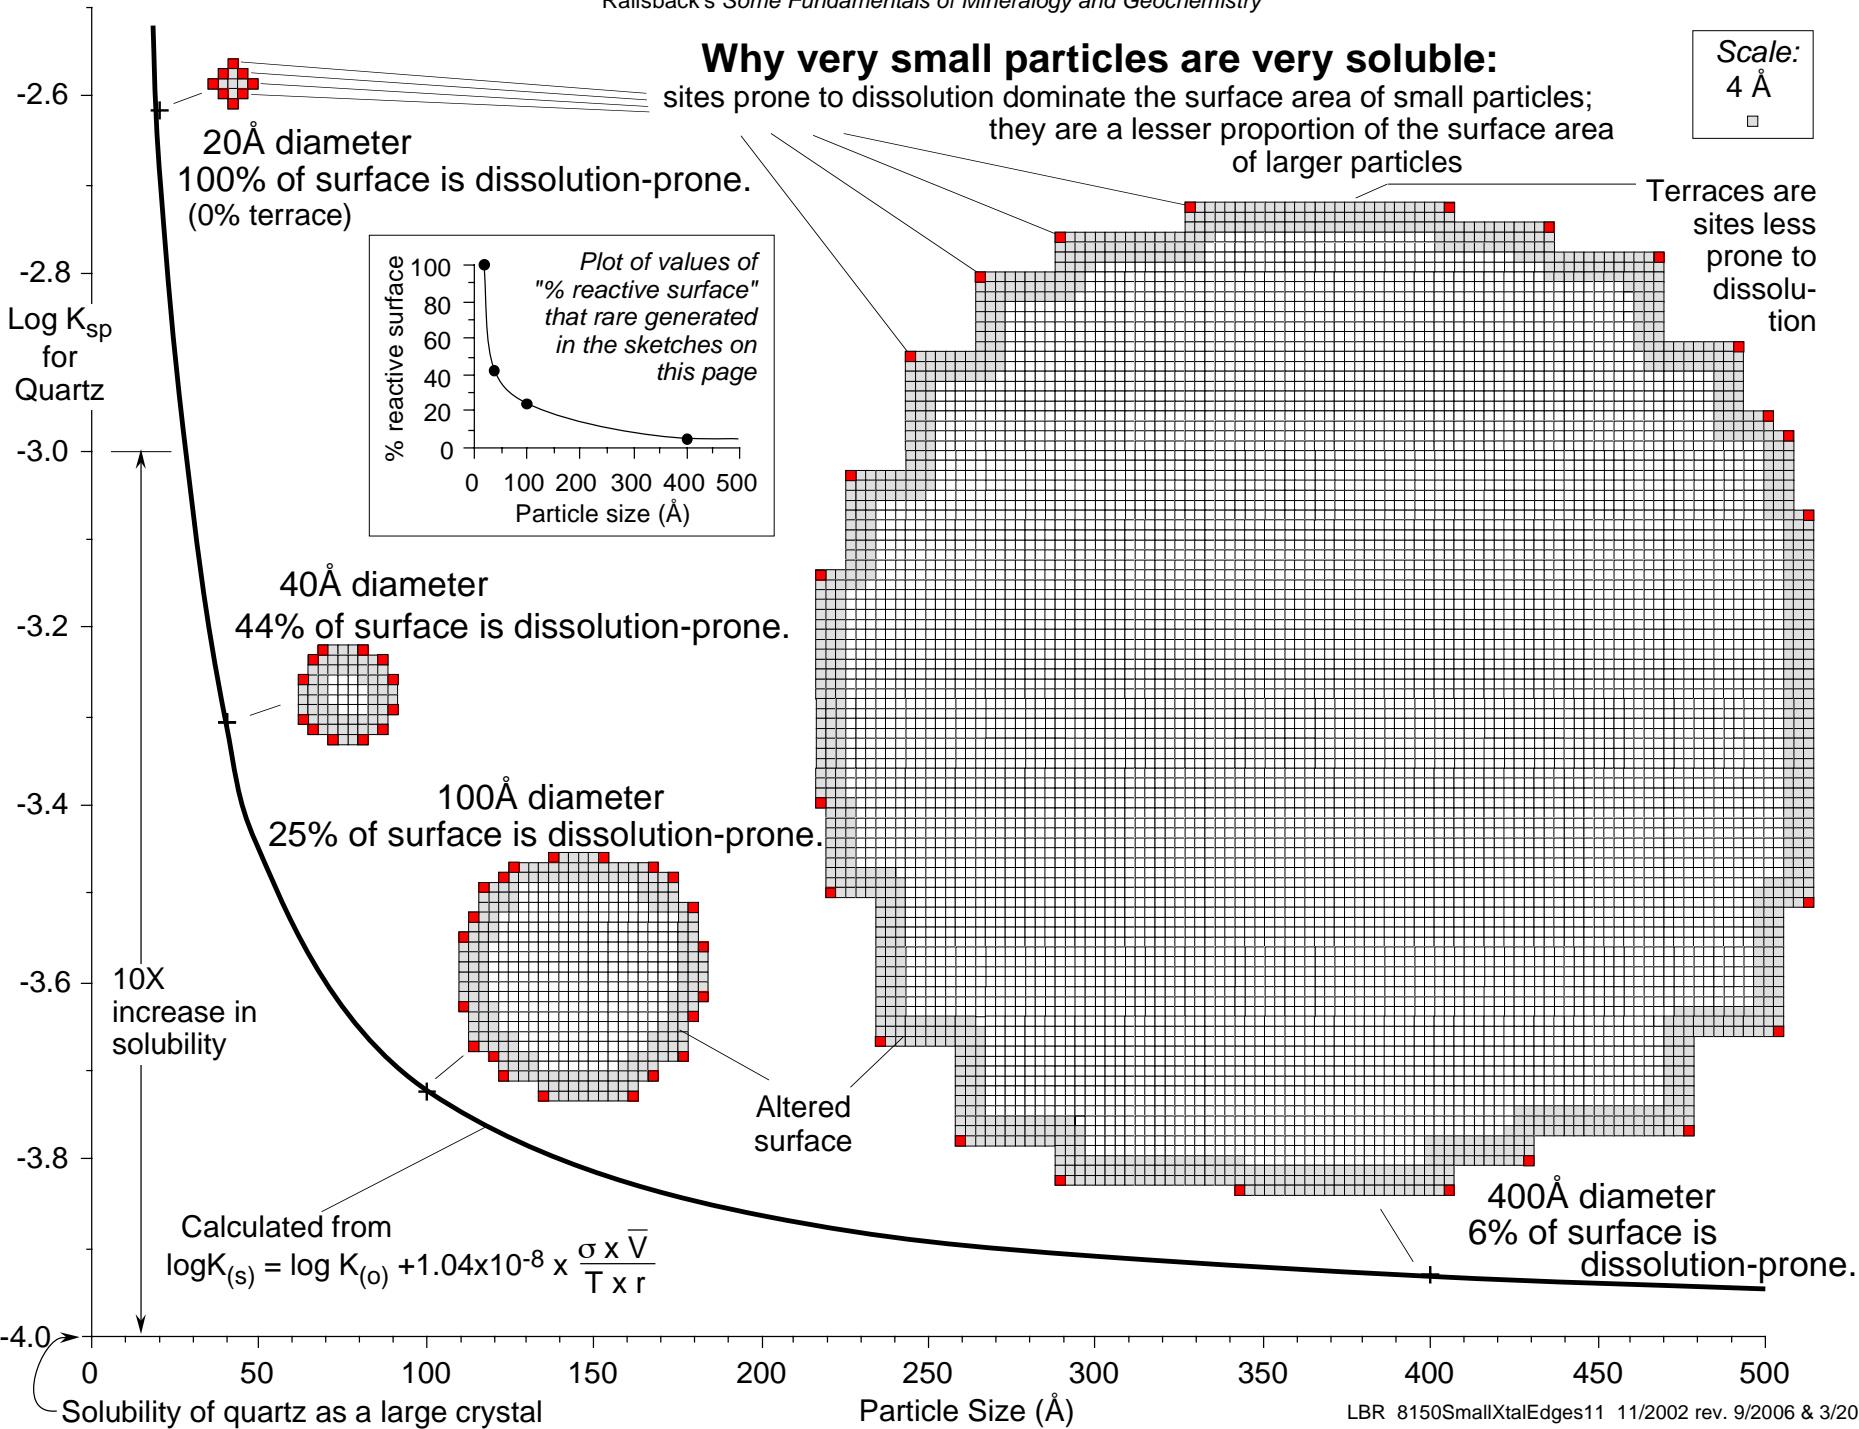 Railsback's Some Fundamentals of Mineralogy and Geochemistry
Why very small particles are very soluble:
sites prone to dissolution dominate the surface area of small particles;
they are a lesser proportion of the surface area
of larger particles
Scale:
4 Å
Terraces are
sites less
prone to
dissolu-
tion
20Å diameter
100% of surface is dissolution-prone.
(0% terrace)
Plot of values of
"% reactive surface"
that rare generated
in the sketches on
this page
% reactive surface
100
80
60
40
20
0
0 100 200 300 400 500
Particle size (Å)
-2.6
-2.8
Log Ksp
for
Quartz
-3.0
-3.2
-3.4
-3.6
-3.8
-4.0
40Å diameter
44% of surface is dissolution-prone.
100Å diameter
25% of surface is dissolution-prone.
10X
increase in
solubility
Altered
surface
Calculated from
logK(s) = log K(o) +1.04x10-8 x σ x V̅ / T x r
400Å diameter
6% of surface is
dissolution-prone.
0 50 100 150 200 250 300 350 400 450 500
Solubility of quartz as a large crystal
Particle Size (Å)
LBR 8150SmallXtalEdges11 11/2002 rev. 9/2006 & 3/20